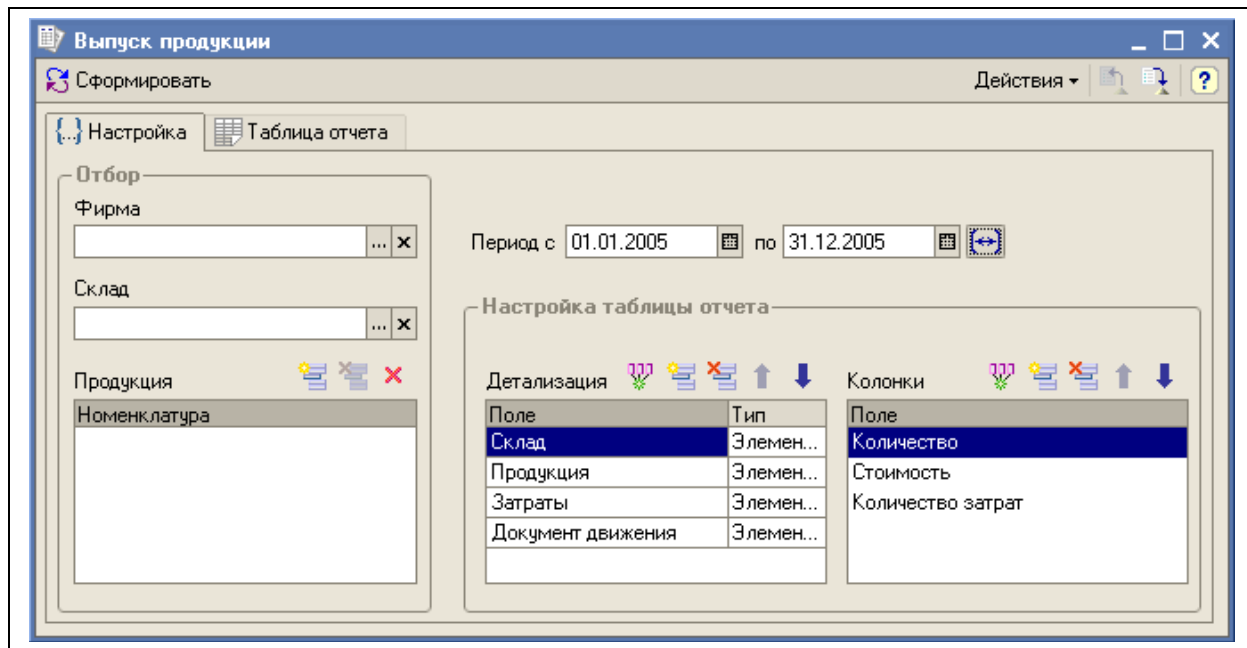 Выпуск продукции
Сформировать
Действия
?
{...} Настройка
Таблица отчета
Отбор
Фирма
...
Период с 01.01.2005 по 31.12.2005
Склад
...
Настройка таблицы отчета
Продукция
Номенклатура
Детализация
Поле Тип
Склад Элемен...
Продукция Элемен...
Затраты Элемен...
Документ движения Элемен...
Колонки
Поле
Количество
Стоимость
Количество затрат